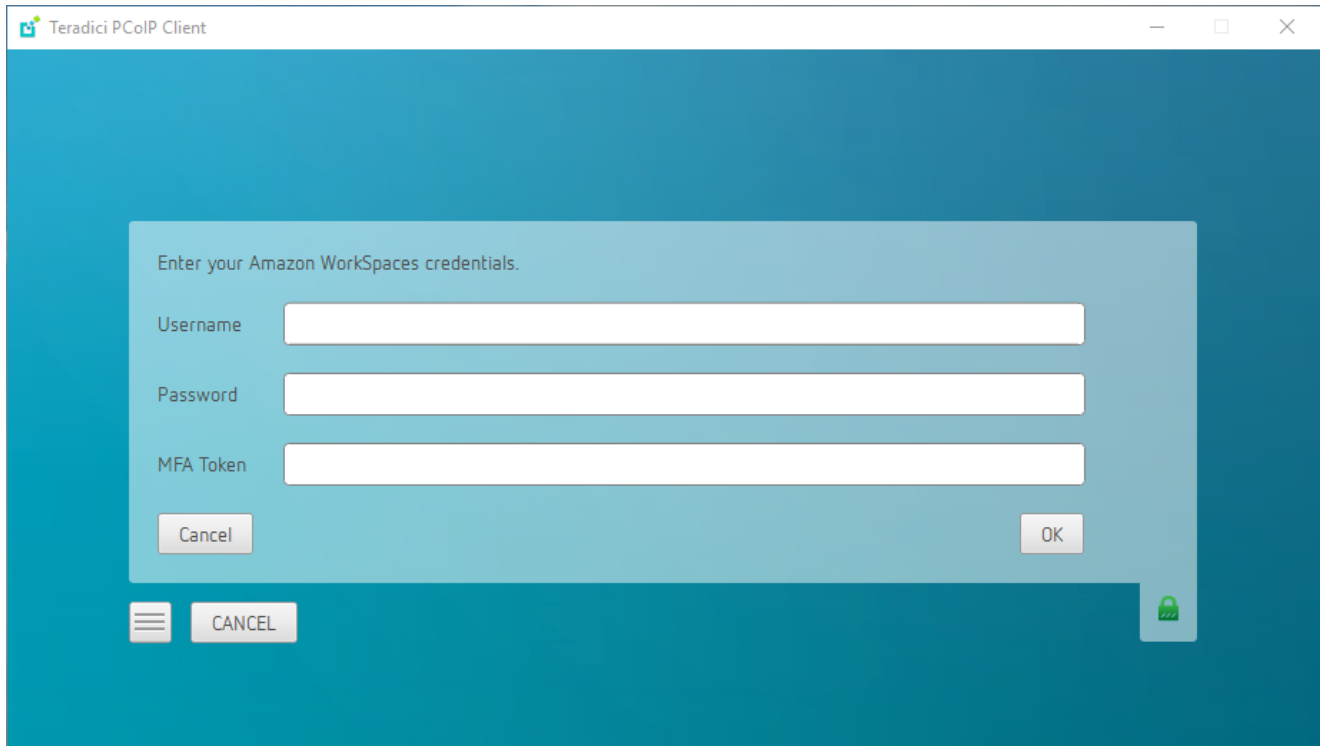 Teradici PCoIP Client
Enter your Amazon WorkSpaces credentials.
Username
Password
MFA Token
Cancel
OK
CANCEL